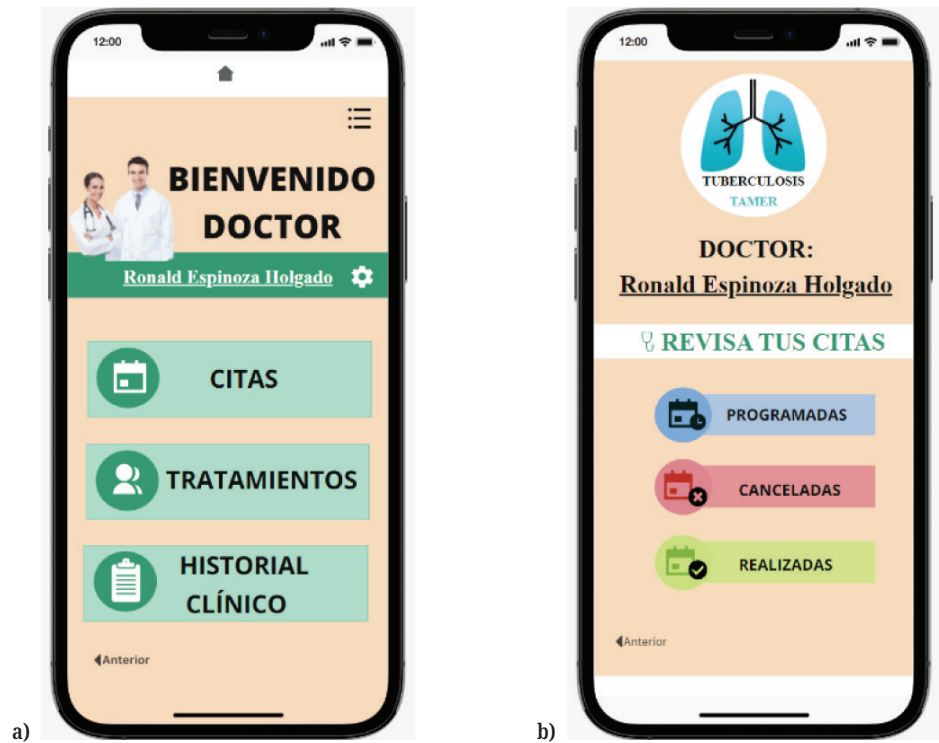 12:00
BIENVENIDO
DOCTOR
Ronald Espinoza Holgado
CITAS
TRATAMIENTOS
HISTORIAL
CLÍNICO
Anterior
a)
12:00
TUBERCULOSIS
TAMER
DOCTOR:
Ronald Espinoza Holgado
REVISA TUS CITAS
PROGRAMADAS
CANCELADAS
REALIZADAS
Anterior
b)